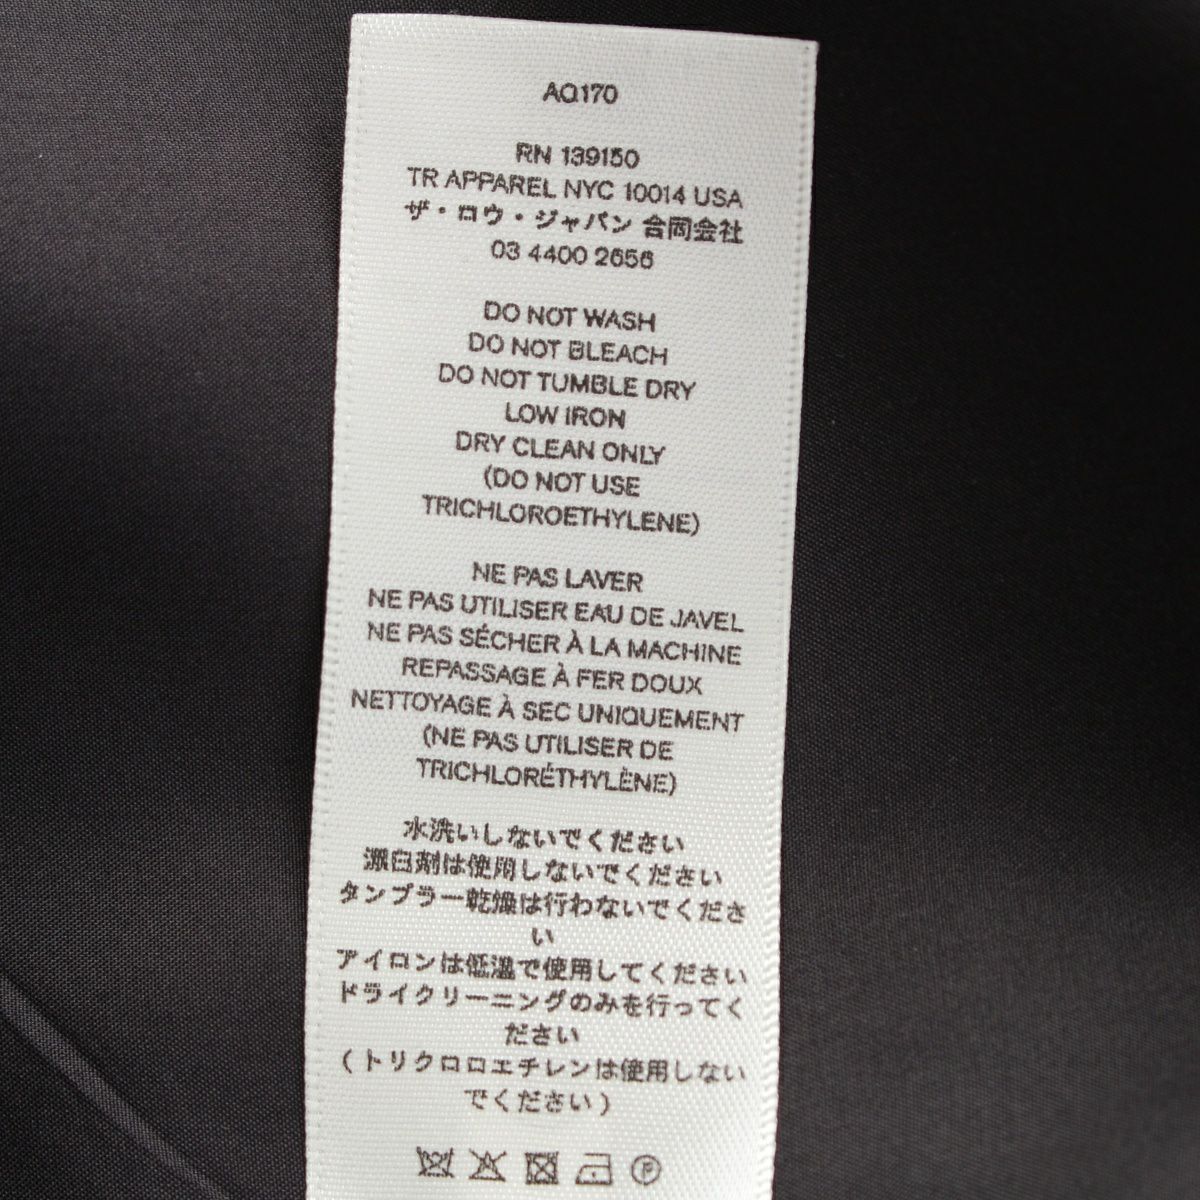 AQ170
RN 139150
TR APPAREL NYC 10014 USA
ザ・ロウ・ジャパン 合同会社
03 4400 2656
DO NOT WASH
DO NOT BLEACH
DO NOT TUMBLE DRY
LOW IRON
DRY CLEAN ONLY
(DO NOT USE
TRICHLOROETHYLENE)
NE PAS LAVER
NE PAS UTILISER EAU DE JAVEL
NE PAS SÉCHER À LA MACHINE
REPASSAGE À FER DOUX
NETTOYAGE À SEC UNIQUEMENT
(NE PAS UTILISER DE
TRICHLORÉTHYLÈNE)
水洗いしないでください
漂白剤は使用しないでください
タンブラー乾燥は行わないでくださ
い
アイロンは低温で使用してください
ドライクリーニングのみを行ってく
ださい
(トリクロロエチレンは使用しない
でください)
P